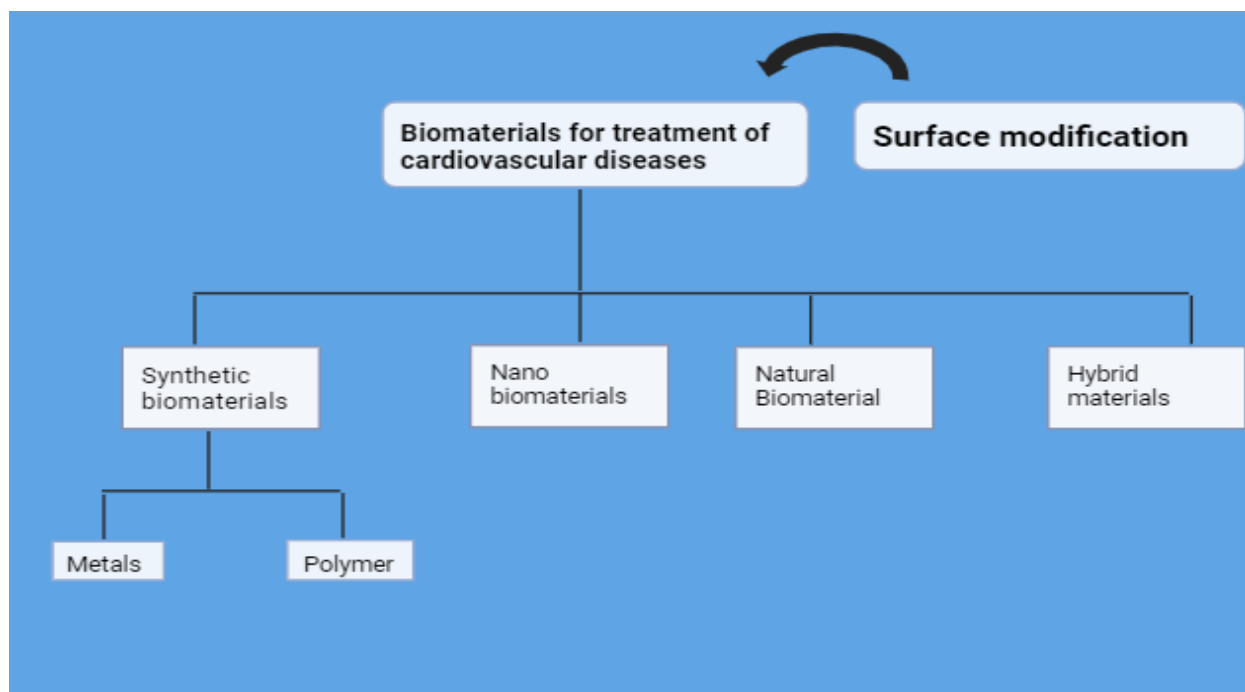 Biomaterials for treatment of
cardiovascular diseases
Surface modification
Synthetic
biomaterials
Nano
biomaterials
Natural
Biomaterial
Hybrid
materials
Metals
Polymer